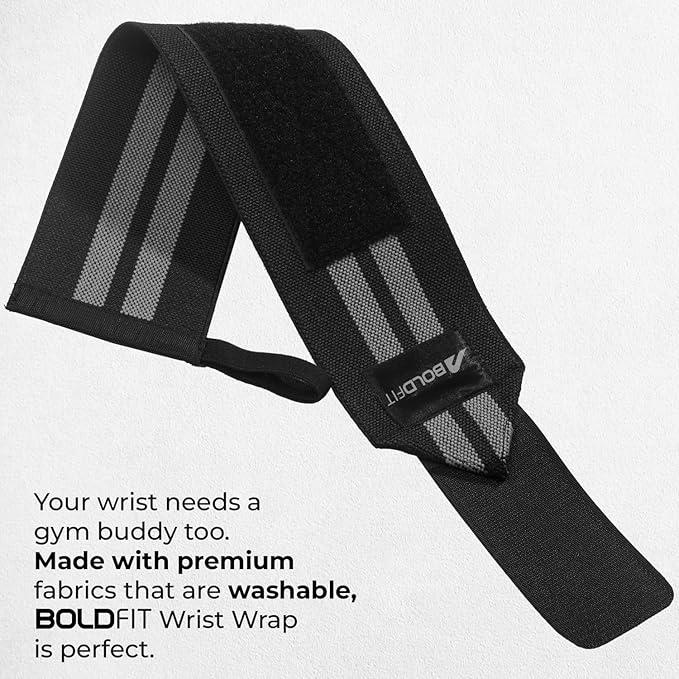 BOLDFIT
Your wrist needs a
gym buddy too.
Made with premium
fabrics that are washable,
BOLDFIT Wrist Wrap
is perfect.